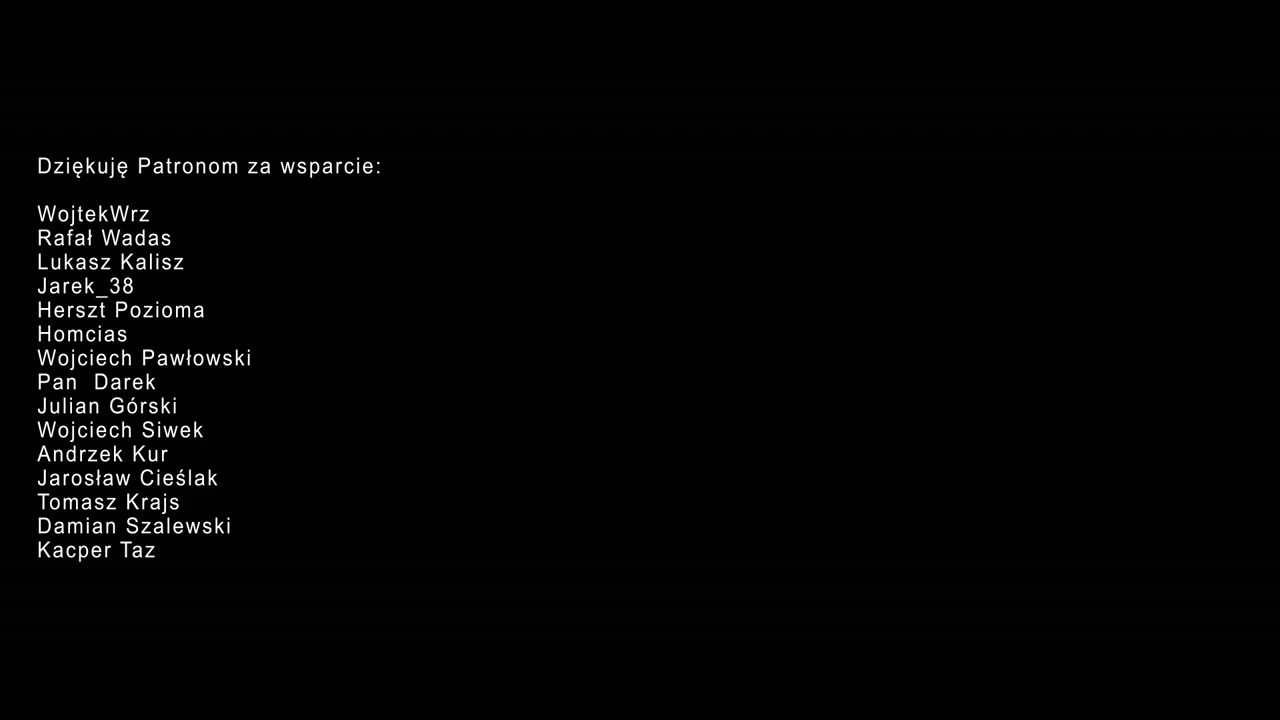 Dziękuję Patronom za wsparcie:
WojtekWrz
Rafał Wadas
Lukasz Kalisz
Jarek_38
Herszt Pozioma
Homcias
Wojciech Pawłowski
Pan  Darek
Julian Górski
Wojciech Siwek
Andrzek Kur
Jarosław Cieślak
Tomasz Krajs
Damian Szalewski
Kacper Taz